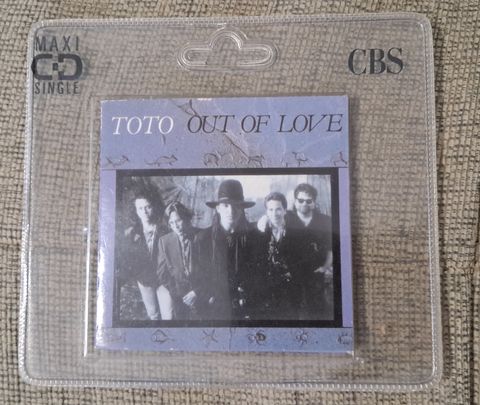 MAXI
CD
SINGLE
CBS
TOTO OUT OF LOVE